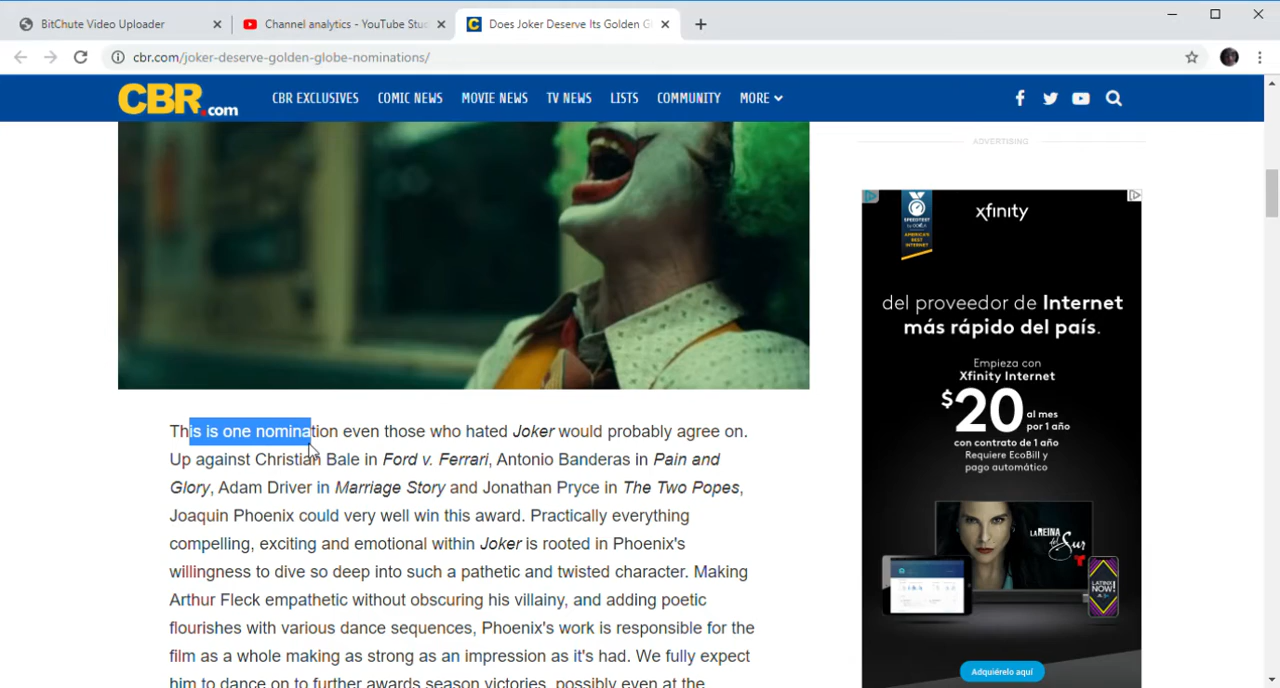 BitChute Video Uploader
Channel analytics - YouTube Stu
Does Joker Deserve Its Golden G
cbr.com/joker-deserve-golden-globe-nominations/
CBR.com
CBR EXCLUSIVES COMIC NEWS MOVIE NEWS TV NEWS LISTS COMMUNITY MORE
This is one nomination even those who hated Joker would probably agree on.
Up against Christian Bale in Ford v. Ferrari, Antonio Banderas in Pain and
Glory, Adam Driver in Marriage Story and Jonathan Pryce in The Two Popes,
Joaquin Phoenix could very well win this award. Practically everything
compelling, exciting and emotional within Joker is rooted in Phoenix's
willingness to dive so deep into such a pathetic and twisted character. Making
Arthur Fleck empathetic without obscuring his villainy, and adding poetic
flourishes with various dance sequences, Phoenix's work is responsible for the
film as a whole making as strong as an impression as it's had. We fully expect
him to dance on to further awards season victories, possibly even at the
ADVERTISING
SPEEDTEST
AMERICA'S
BEST
INTERNET
xfinity
del proveedor de Internet
más rápido del país.
Empieza con
Xfinity Internet
$20 al mes
por 1 año
con contrato de 1 año
Requiere EcoBill y
pago automático
LA REINA
del Sur
LATINX
NOW!
Adquiérelo aquí